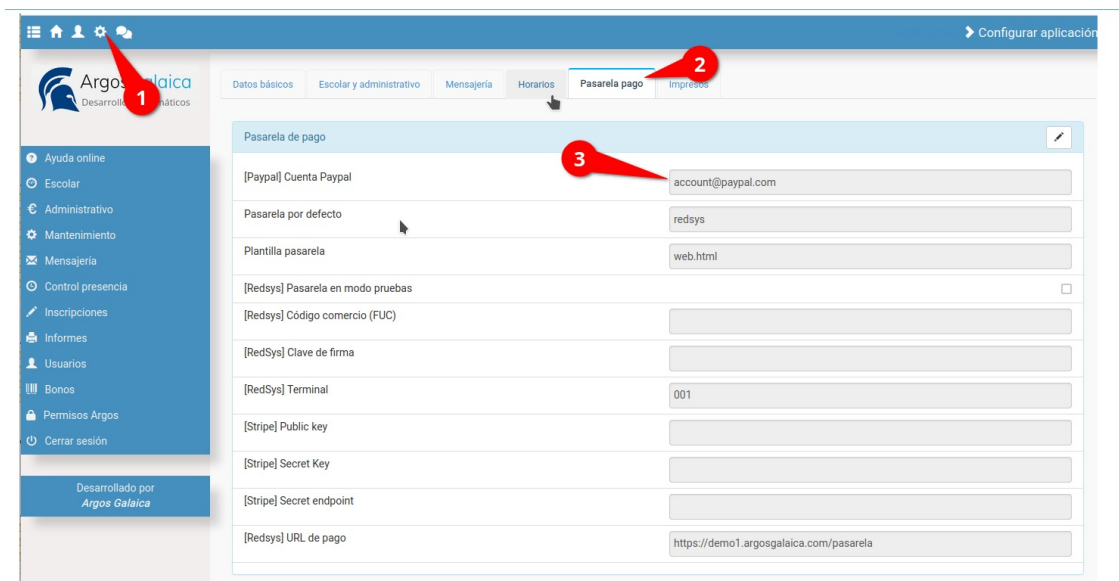 Configurar aplicación
1
2
3
Argos Galaica
Datos básicos
Escolar y administrativo
Mensajería
Horarios
Pasarela pago
Impresos
Ayuda online
Escolar
Administrativo
Mantenimiento
Mensajería
Control presencia
Inscripciones
Informes
Usuarios
Bonos
Permisos Argos
Cerrar sesión
Desarrollado por
Argos Galaica
Pasarela de pago
[Paypal] Cuenta Paypal
account@paypal.com
Pasarela por defecto
redsys
Plantilla pasarela
web.html
[Redsys] Pasarela en modo pruebas
[Redsys] Código comercio (FUC)
[RedSys] Clave de firma
[RedSys] Terminal
001
[Stripe] Public key
[Stripe] Secret Key
[Stripe] Secret endpoint
[Redsys] URL de pago
https://demo1.argosgalaica.com/pasarela